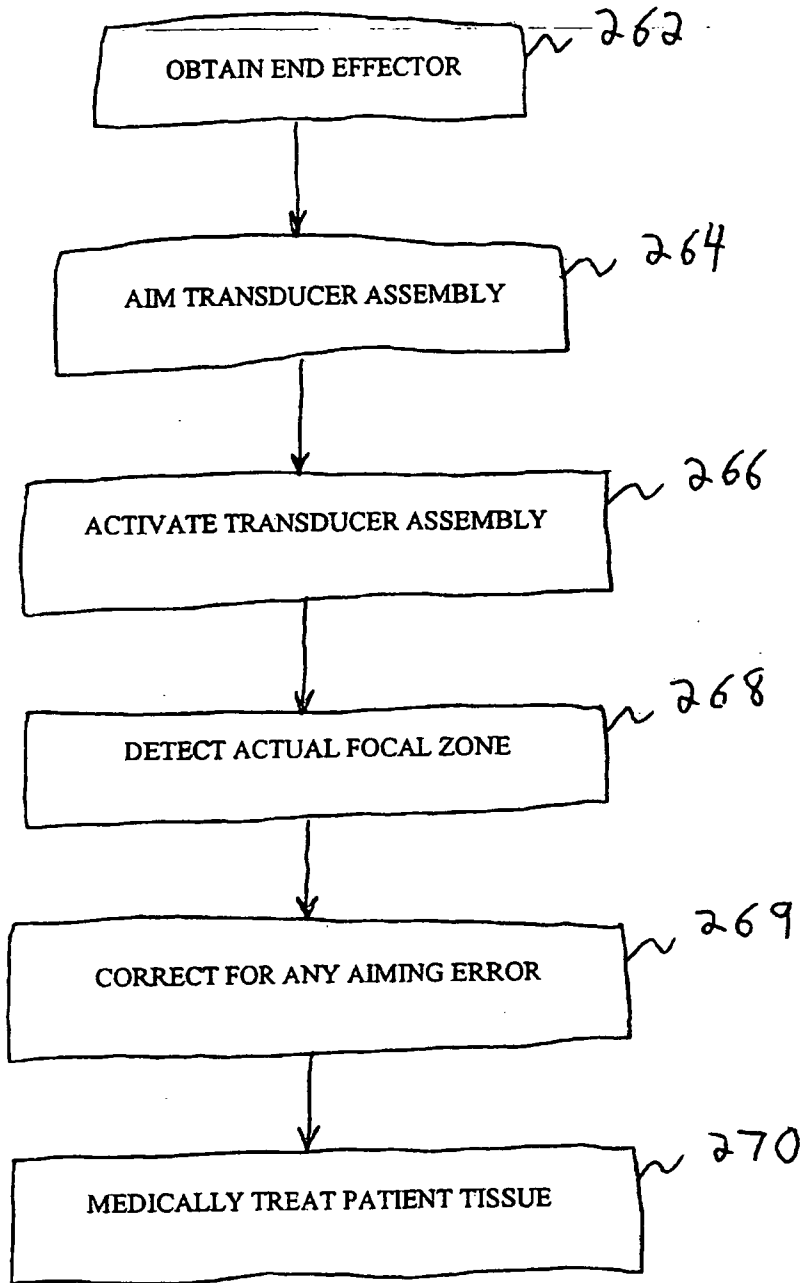 262
OBTAIN END EFFECTOR
264
AIM TRANSDUCER ASSEMBLY
266
ACTIVATE TRANSDUCER ASSEMBLY
268
DETECT ACTUAL FOCAL ZONE
269
CORRECT FOR ANY AIMING ERROR
270
MEDICALLY TREAT PATIENT TISSUE